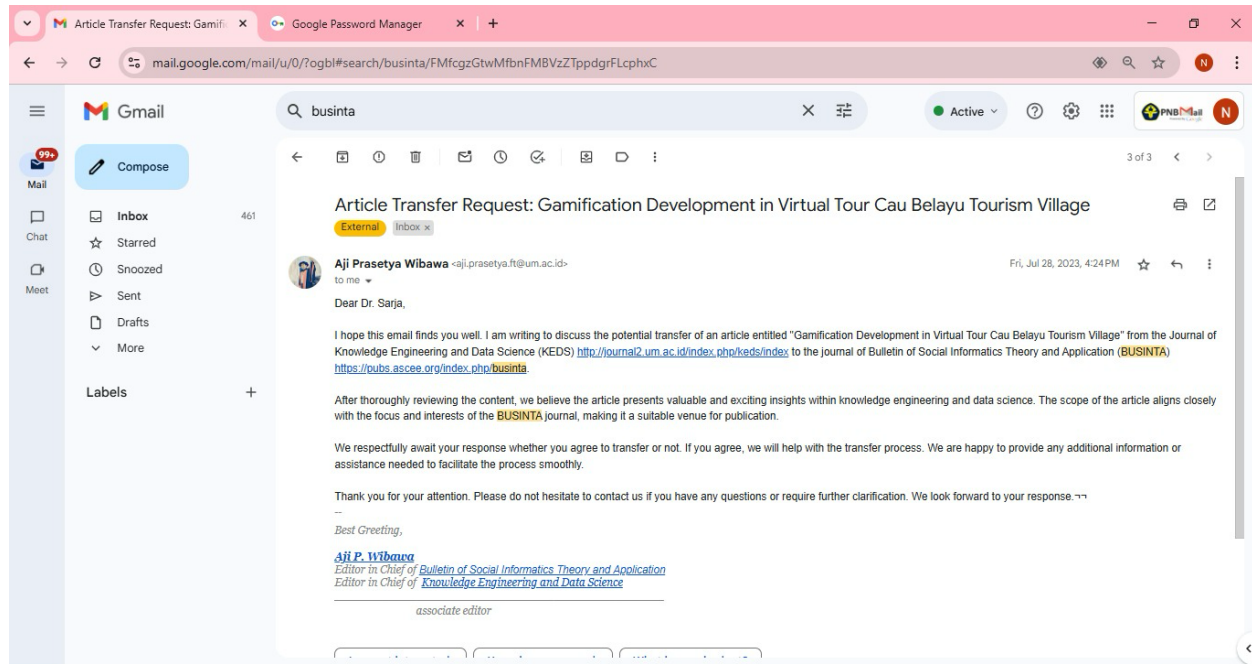 Article Transfer Request: Gamific
Google Password Manager
mail.google.com/mail/u/0/?ogbl#search/businta/FMfcgzGtwMfbnFMBVzZTppdgrFLcphxC
N
Gmail
businta
Active
PNBMail
N
99+
Mail
Compose
3 of 3
Chat
Meet
Inbox 461
Starred
Snoozed
Sent
Drafts
More
Labels
Article Transfer Request: Gamification Development in Virtual Tour Cau Belayu Tourism Village
External Inbox x
Aji Prasetya Wibawa <aji.prasetya.ft@um.ac.id> Fri, Jul 28, 2023, 4:24 PM
to me
Dear Dr. Sarja,
I hope this email finds you well. I am writing to discuss the potential transfer of an article entitled "Gamification Development in Virtual Tour Cau Belayu Tourism Village" from the Journal of
Knowledge Engineering and Data Science (KEDS) http://journal2.um.ac.id/index.php/keds/index to the journal of Bulletin of Social Informatics Theory and Application (BUSINTA)
https://pubs.ascee.org/index.php/businta.
After thoroughly reviewing the content, we believe the article presents valuable and exciting insights within knowledge engineering and data science. The scope of the article aligns closely
with the focus and interests of the BUSINTA journal, making it a suitable venue for publication.
We respectfully await your response whether you agree to transfer or not. If you agree, we will help with the transfer process. We are happy to provide any additional information or
assistance needed to facilitate the process smoothly.
Thank you for your attention. Please do not hesitate to contact us if you have any questions or require further clarification. We look forward to your response.¬¬
--
Best Greeting,
Aji P. Wibawa
Editor in Chief of Bulletin of Social Informatics Theory and Application
Editor in Chief of Knowledge Engineering and Data Science
associate editor